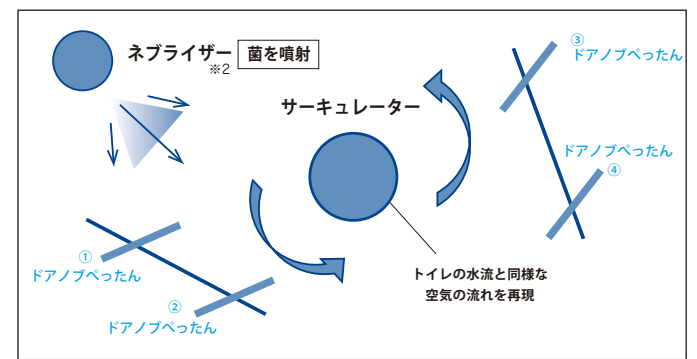 ネブライザー 菌を噴射
※2
サーキュレーター
③
ドアノブぺったん
ドアノブぺったん
④
①
ドアノブぺったん
②
ドアノブぺったん
トイレの水流と同様な
空気の流れを再現